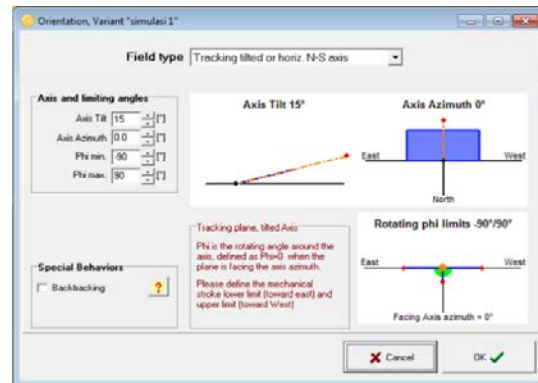 Orientation, Variant "simulasi 1"
Field type Tracking tilted or horiz. N-S axis
Axis and limiting angles
Axis Tilt 15 [°]
Axis Azimuth 0.0 [°]
Phi min. -90 [°]
Phi max. 90 [°]
Axis Tilt 15°
Axis Azimuth 0°
East West
North
Special Behaviors
Backtracking ?
Tracking plane, tilted Axis
Phi is the rotating angle around the
axis, defined as Phi=0 when the
plane is facing the axis azimuth.
Please define the mechanical
stroke lower limit (toward east) and
upper limit (toward West)
Rotating phi limits -90°/90°
East West
Facing Axis azimuth = 0°
Cancel OK